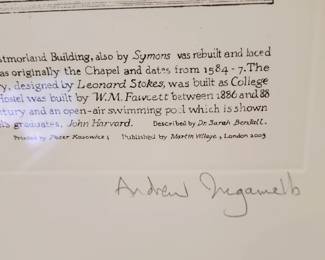 stmorland Building, also by Symons was rebuilt and faced
as originally the Chapel and dates from 1584-7. The
ry, designed by Leonard Stokes, was built as College
Hostel was built by W.M. Fawcett between 1886 and 88
ntury and an open-air swimming pool which is shown
its graduates, John Harvard. Described by Dr. Sarah Bendall.
Printed by Peter Kosowicz; Published by Martin Village, London 2003
Andrew Ingamells